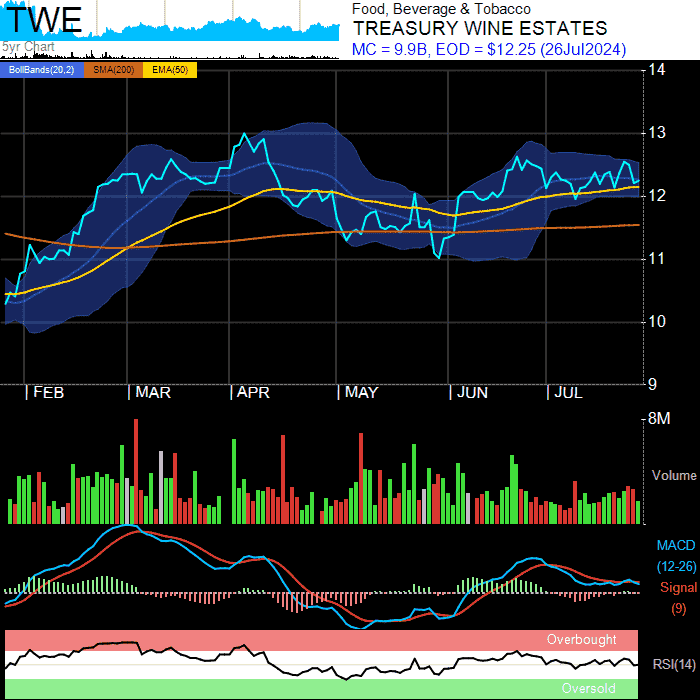 TWE
5yr Chart
Food, Beverage & Tobacco
TREASURY WINE ESTATES
MC = 9.9B, EOD = $12.25 (26Jul2024)
BollBands(20,2) SMA(200) EMA(50)
14
13
12
11
10
9
FEB MAR APR MAY JUN JUL
8M
Volume
MACD
(12-26)
Signal
(9)
Overbought
RSI(14)
Oversold